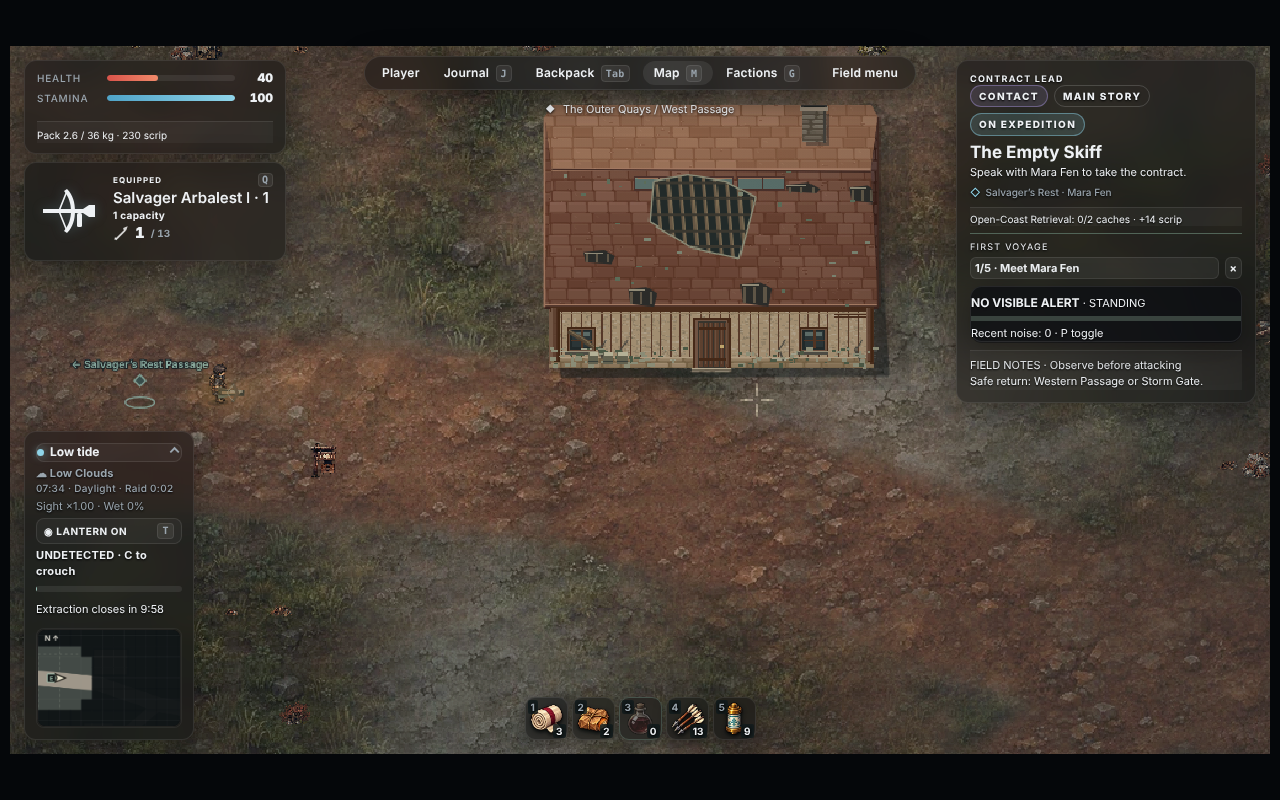 HEALTH 40
STAMINA 100
Pack 2.6 / 36 kg · 230 scrip
EQUIPPED Q
Salvager Arbalest I · 1
1 capacity
1 / 13
Player Journal J Backpack Tab Map M Factions G Field menu
◆ The Outer Quays / West Passage
CONTRACT LEAD
CONTACT MAIN STORY
ON EXPEDITION
The Empty Skiff
Speak with Mara Fen to take the contract.
◇ Salvager's Rest · Mara Fen
Open-Coast Retrieval: 0/2 caches · +14 scrip
FIRST VOYAGE
1/5 · Meet Mara Fen ×
NO VISIBLE ALERT · STANDING
Recent noise: 0 · P toggle
FIELD NOTES · Observe before attacking
Safe return: Western Passage or Storm Gate.
← Salvager's Rest Passage
Low tide
☁ Low Clouds
07:34 · Daylight · Raid 0:02
Sight ×1.00 · Wet 0%
◉ LANTERN ON T
UNDETECTED · C to
crouch
Extraction closes in 9:58
N ↑
E
1 3
2 2
3 0
4 13
5 9